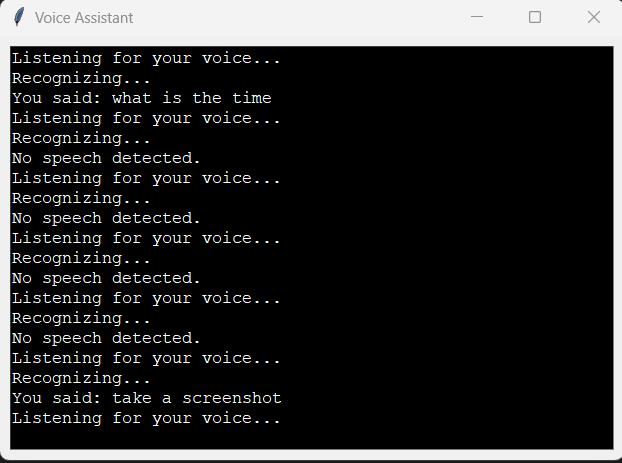 Voice Assistant
Listening for your voice...
Recognizing...
You said: what is the time
Listening for your voice...
Recognizing...
No speech detected.
Listening for your voice...
Recognizing...
No speech detected.
Listening for your voice...
Recognizing...
No speech detected.
Listening for your voice...
Recognizing...
No speech detected.
Listening for your voice...
Recognizing...
You said: take a screenshot
Listening for your voice...